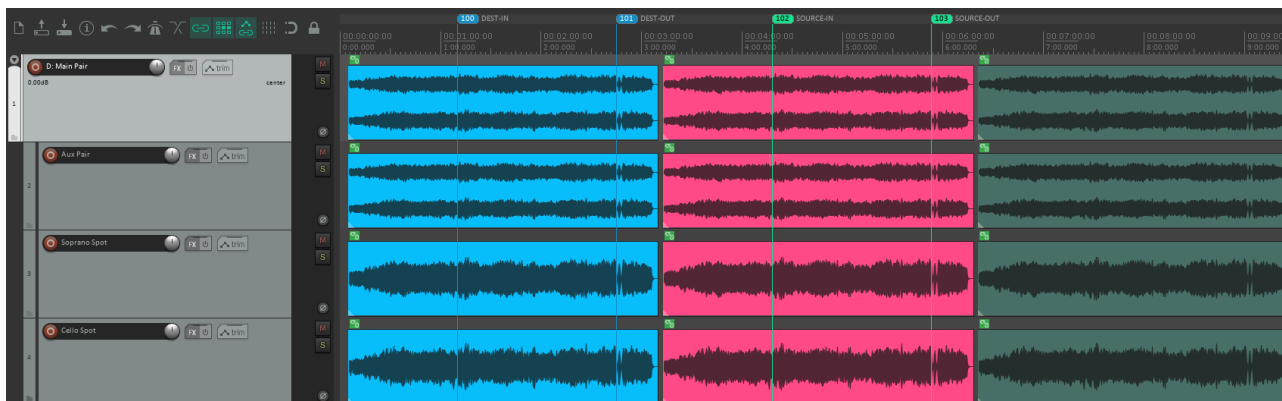 100 DEST-IN 101 DEST-OUT 102 SOURCE-IN 103 SOURCE-OUT
00:00:00:00 00:01:00:00 00:02:00:00 00:03:00:00 00:04:00:00 00:05:00:00 00:06:00:00 00:07:00:00 00:08:00:00 00:09:00
0:00.000 1:00.000 2:00.000 3:00.000 4:00.000 5:00.000 6:00.000 7:00.000 8:00.000 9:00.000
D: Main Pair FX trim M
0.00dB center S
1
Aux Pair FX trim M
S
2
Soprano Spot FX trim M
S
3
Cello Spot FX trim M
S
4